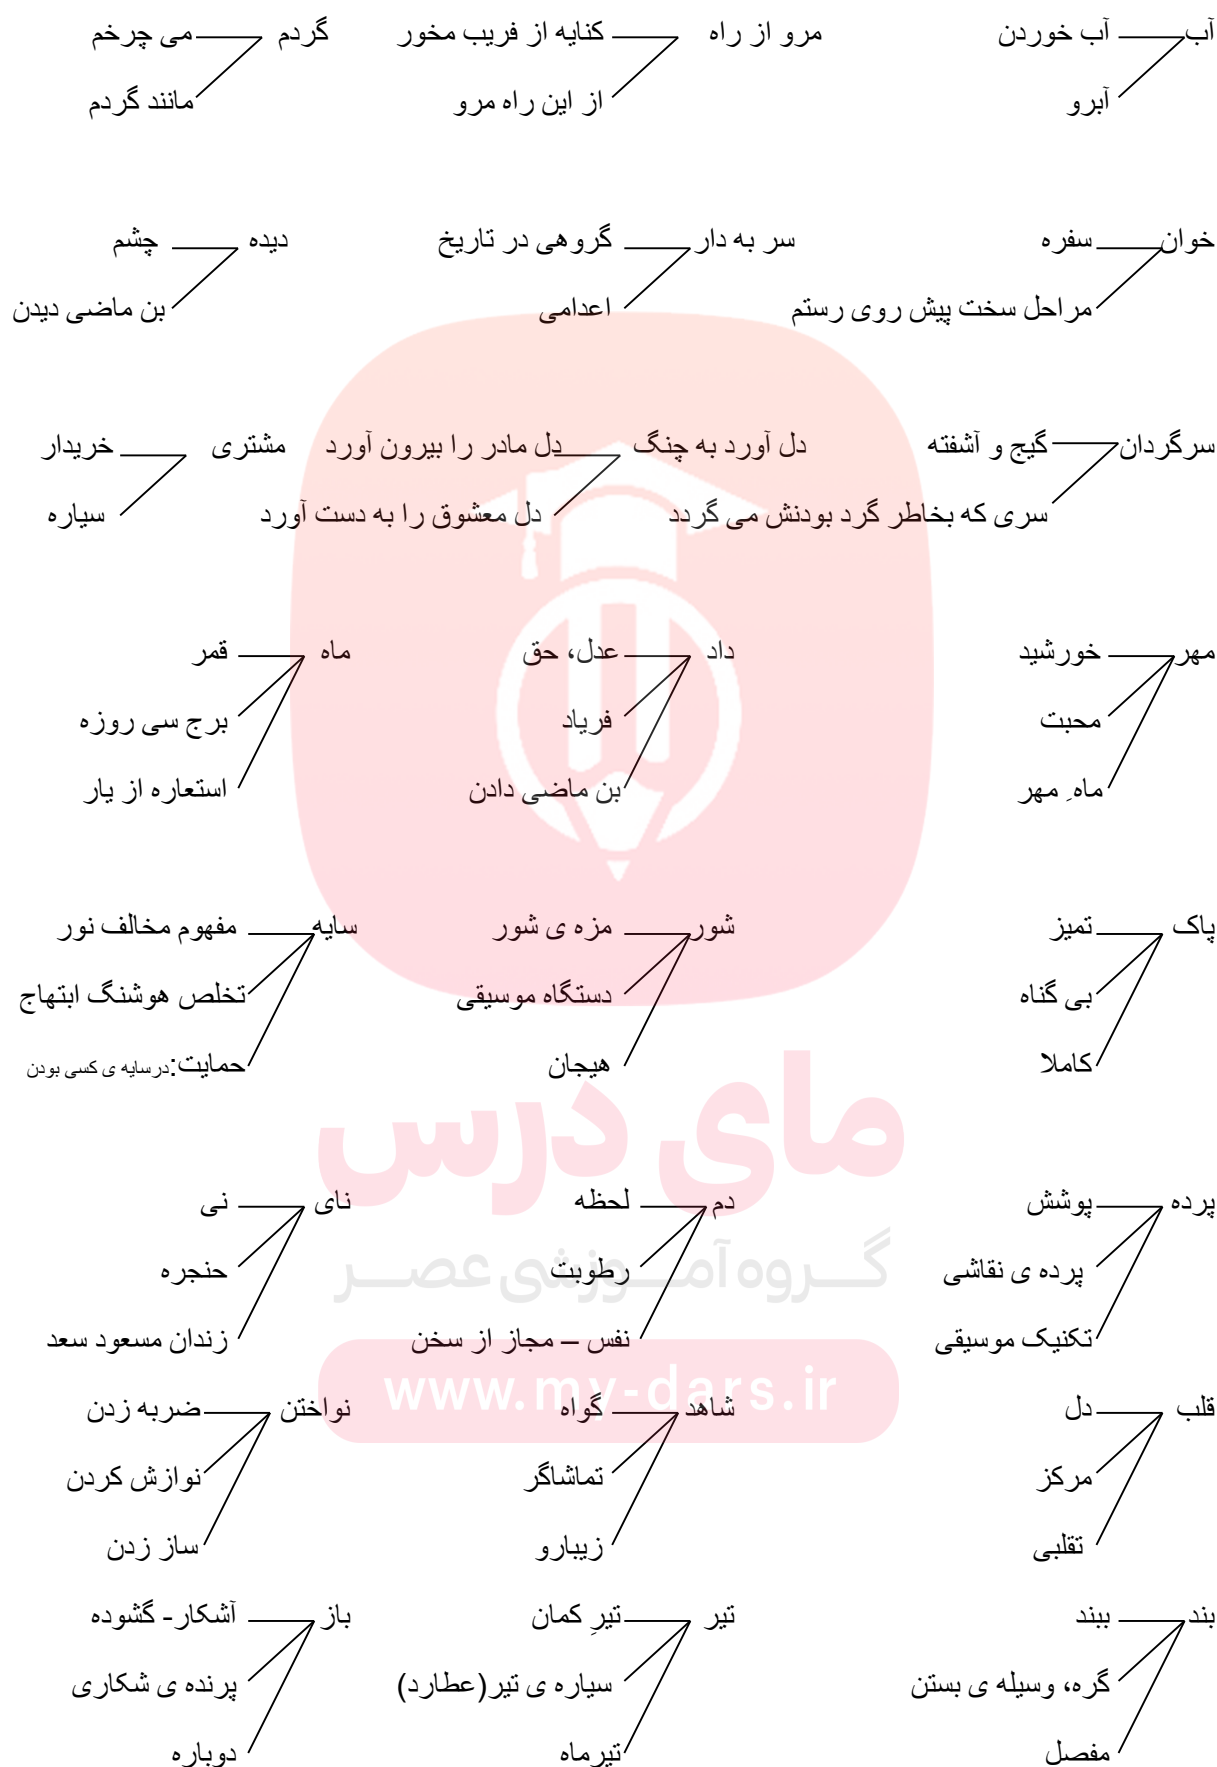 آب آب خوردن مرو از راه کنایه از فریب مخور گردم می چرخم
آبرو از این راه مرو مانند گردم
خوان سفره سر به دار گروهی در تاریخ دیده چشم
مراحل سخت پیش روی رستم اعدامی بن ماضی دیدن
سرگردان گیج و آشفته دل آورد به چنگ دل مادر را بیرون آورد مشتری خریدار
سری که بخاطر گرد بودنش می گردد دل معشوق را به دست آورد سیاره
مهر خورشید داد عدل، حق ماه قمر
محبت فریاد برج سی روزه
ماهِ مهر بن ماضی دادن استعاره از یار
پاک تمیز شور مزه ی شور سایه مفهوم مخالف نور
بی گناه دستگاه موسیقی تخلص هوشنگ ابتهاج
کاملا هیجان حمایت:درسایه ی کسی بودن
مای درس
پرده پوشش دم لحظه نای نی
گروه آموزشی عصر
پرده ی نقاشی رطوبت حنجره
تکنیک موسیقی نفس – مجاز از سخن زندان مسعود سعد
www.my-dars.ir
قلب دل شاهد گواه نواختن ضربه زدن
مرکز تماشاگر نوازش کردن
تقلبی زیبارو ساز زدن
بند ببند تیر تیرِ کمان باز آشکار- گشوده
گره، وسیله ی بستن سیاره ی تیر(عطارد) پرنده ی شکاری
مفصل تیرماه دوباره